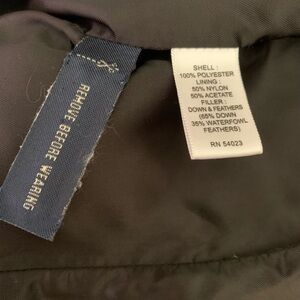 REMOVE BEFORE WEARING
SHELL :
100% POLYESTER
LINING :
50% NYLON
50% ACETATE
FILLER :
DOWN & FEATHERS
(65% DOWN
35% WATERFOWL
FEATHERS)
RN 54023